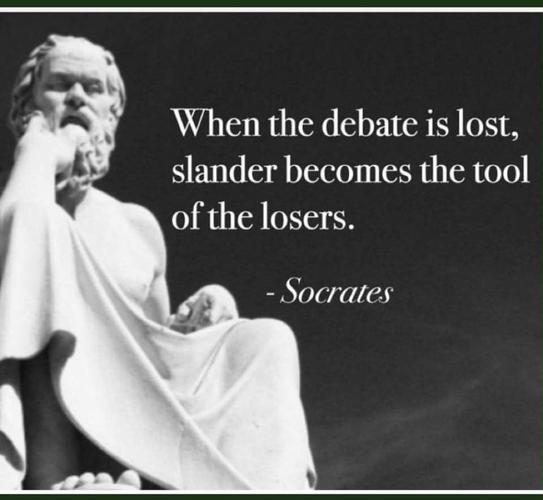 When the debate is lost,
slander becomes the tool
of the losers.
- Socrates